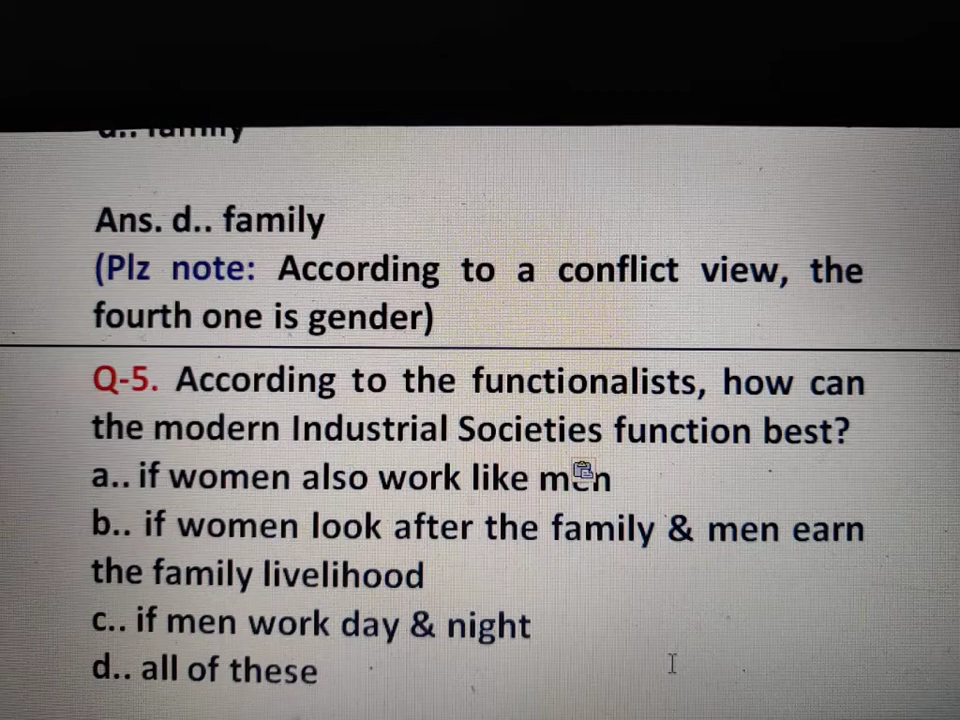 d.. family
Ans. d.. family
(Plz note: According to a conflict view, the
fourth one is gender)
Q-5. According to the functionalists, how can
the modern Industrial Societies function best?
a.. if women also work like men
b.. if women look after the family & men earn
the family livelihood
c.. if men work day & night
d.. all of these